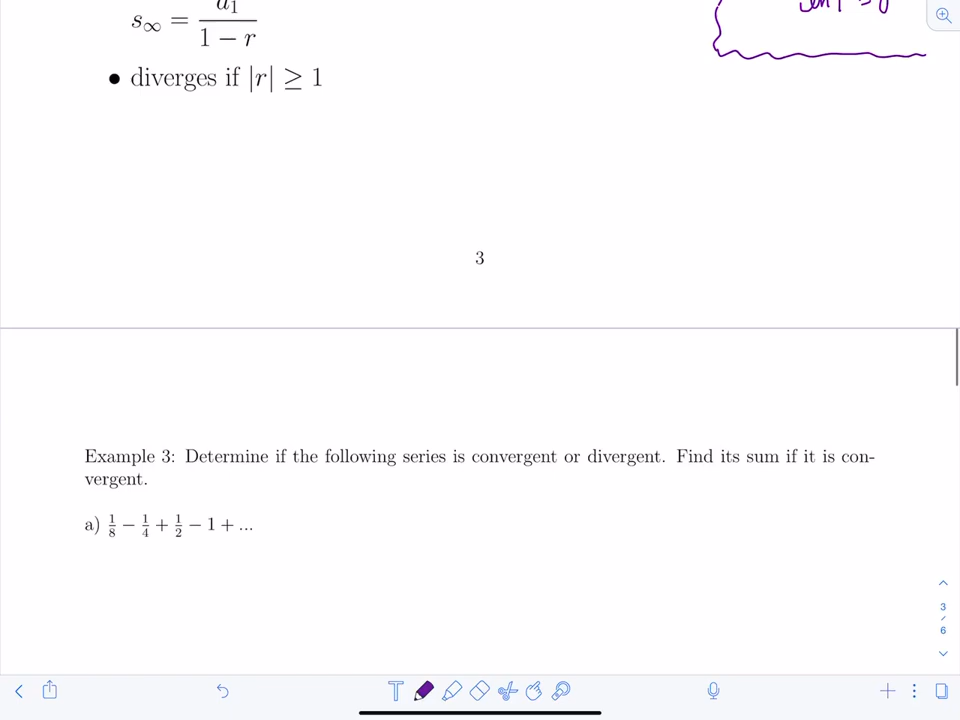 s∞ = a₁ / (1 − r)
• diverges if |r| ≥ 1
3
Example 3: Determine if the following series is convergent or divergent. Find its sum if it is con-
vergent.
a) 1/8 − 1/4 + 1/2 − 1 + ...
3
/
6
T